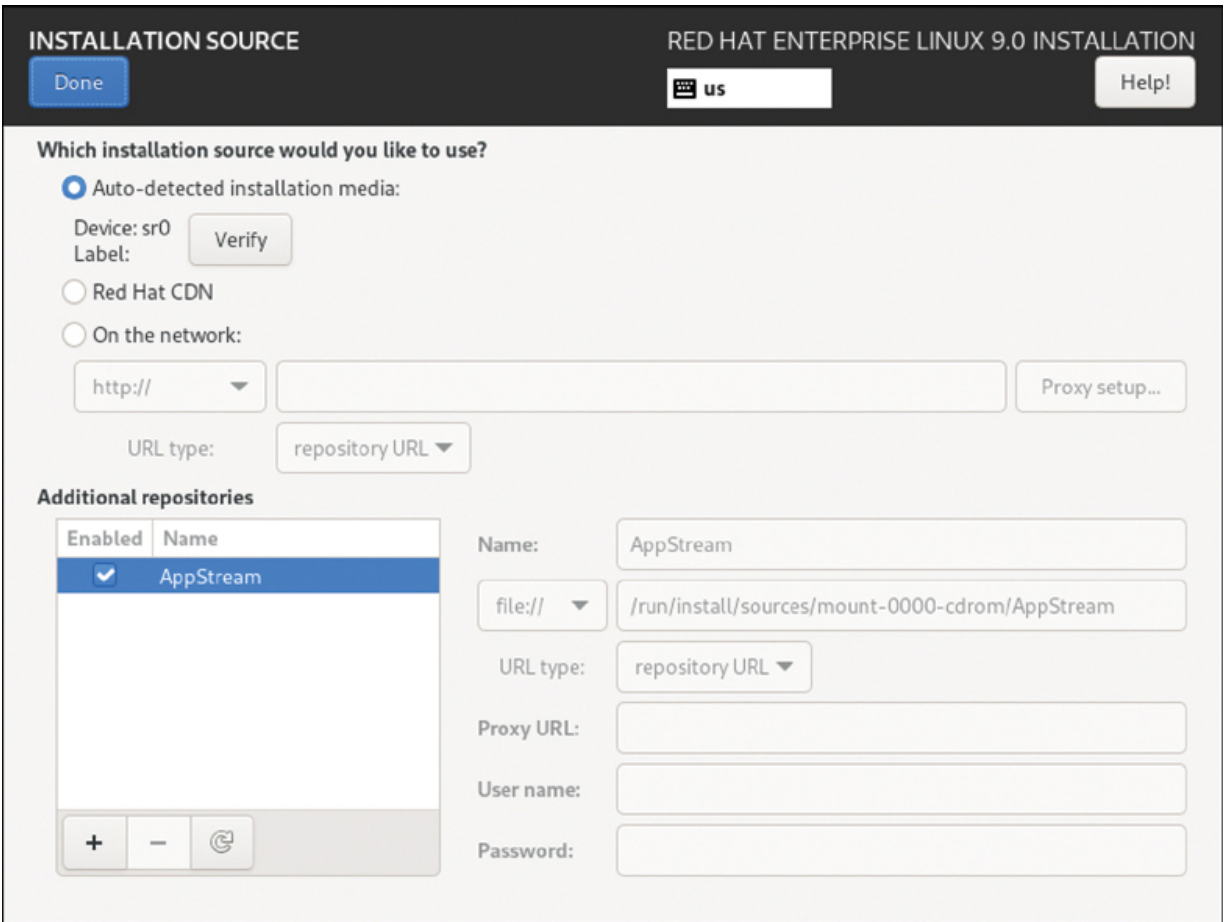 INSTALLATION SOURCE
RED HAT ENTERPRISE LINUX 9.0 INSTALLATION
Done
us
Help!
Which installation source would you like to use?
Auto-detected installation media:
Device: sr0
Label:
Verify
Red Hat CDN
On the network:
http://
Proxy setup...
URL type:
repository URL
Additional repositories
Enabled
Name
AppStream
Name:
AppStream
file://
/run/install/sources/mount-0000-cdrom/AppStream
URL type:
repository URL
Proxy URL:
User name:
Password: